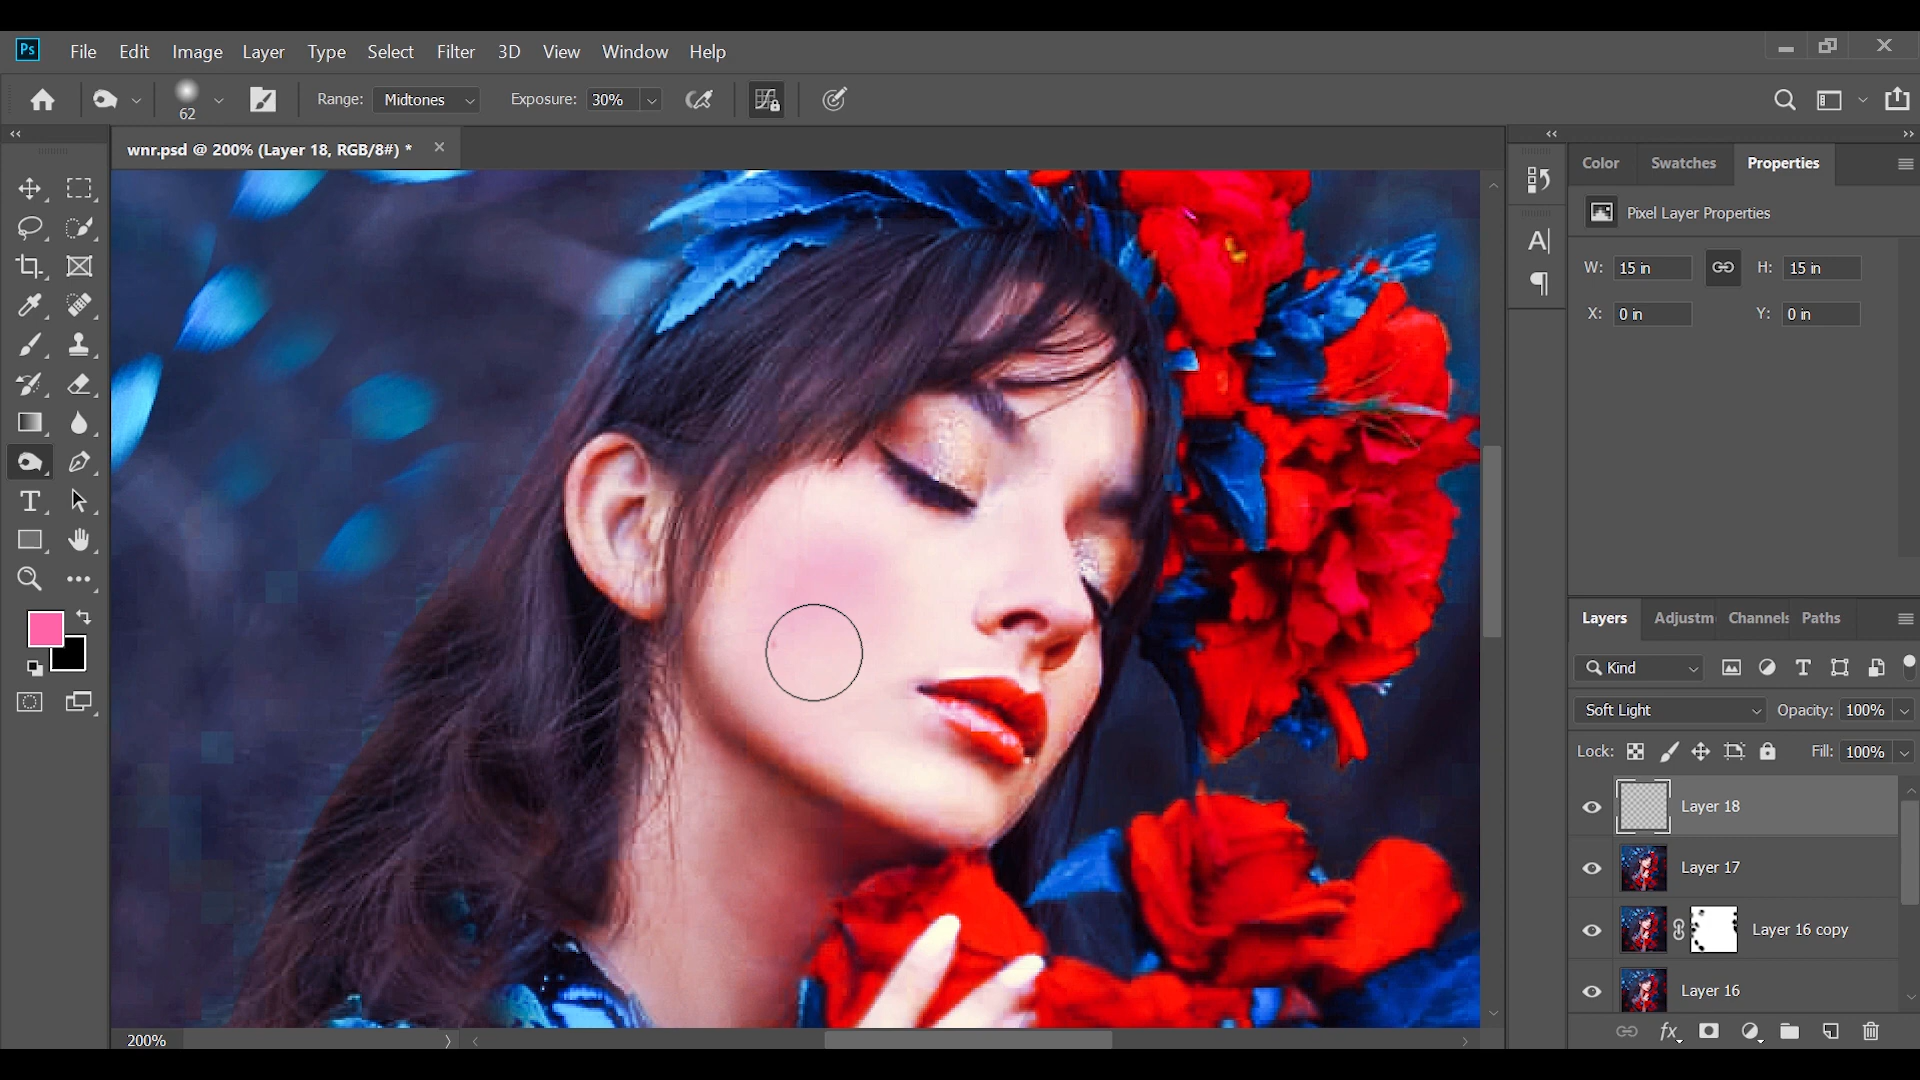 Ps File Edit Image Layer Type Select Filter 3D View Window Help
62 Range: Midtones Exposure: 30%
wnr.psd @ 200% (Layer 18, RGB/8#) *
Color Swatches Properties
Pixel Layer Properties
W: 15 in H: 15 in
X: 0 in Y: 0 in
Layers Adjustm Channels Paths
Kind
Soft Light Opacity: 100%
Lock: Fill: 100%
Layer 18
Layer 17
Layer 16 copy
Layer 16
fx
200%